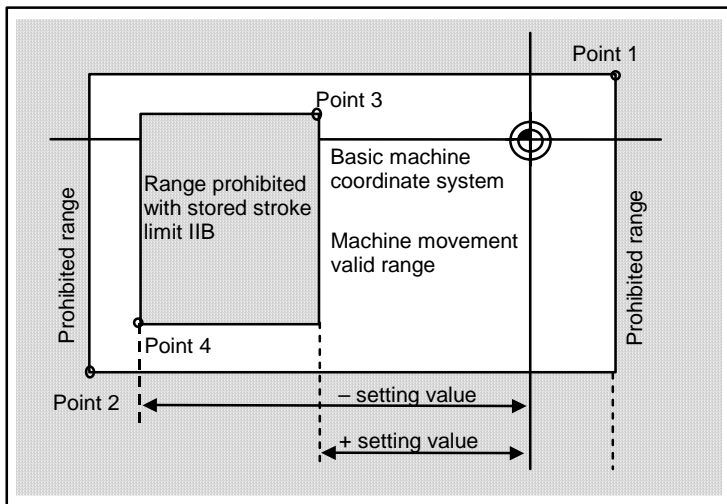 Point 1
Point 3
Basic machine
coordinate system
Range prohibited
with stored stroke
limit IIB
Machine movement
valid range
Prohibited range
Prohibited range
Point 4
Point 2
– setting value
+ setting value